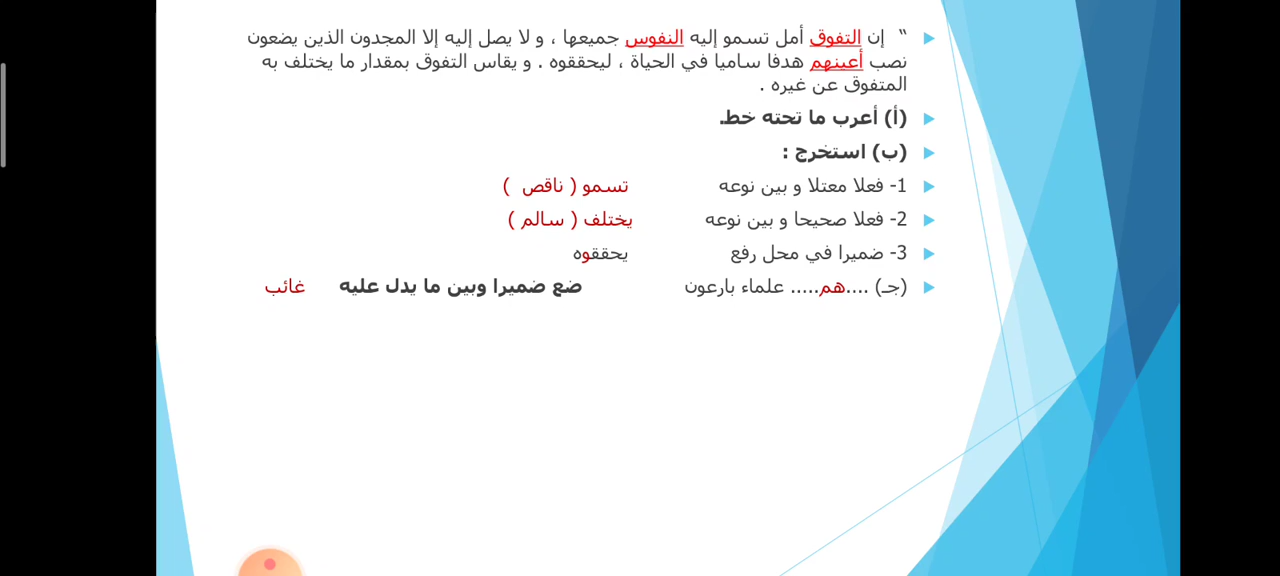 “ إن التفوق أمل تسمو إليه النفوس جميعها ، و لا يصل إليه إلا المجدون الذين يضعون
نصب أعينهم هدفا ساميا في الحياة ، ليحققوه . و يقاس التفوق بمقدار ما يختلف به
المتفوق عن غيره .
(أ) أعرب ما تحته خط.
(ب) استخرج :
1- فعلا معتلا و بين نوعه تسمو ( ناقص )
2- فعلا صحيحا و بين نوعه يختلف ( سالم )
3- ضميرا في محل رفع يحققوه
(جـ) ....هم..... علماء بارعون ضع ضميرا وبين ما يدل عليه غائب